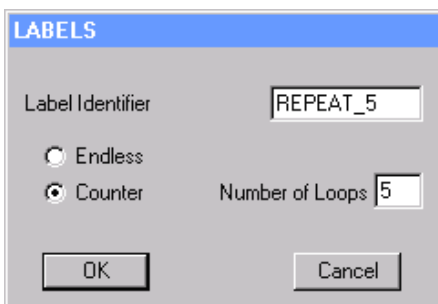 LABELS
Label Identifier REPEAT_5
Endless
Counter Number of Loops 5
OK Cancel